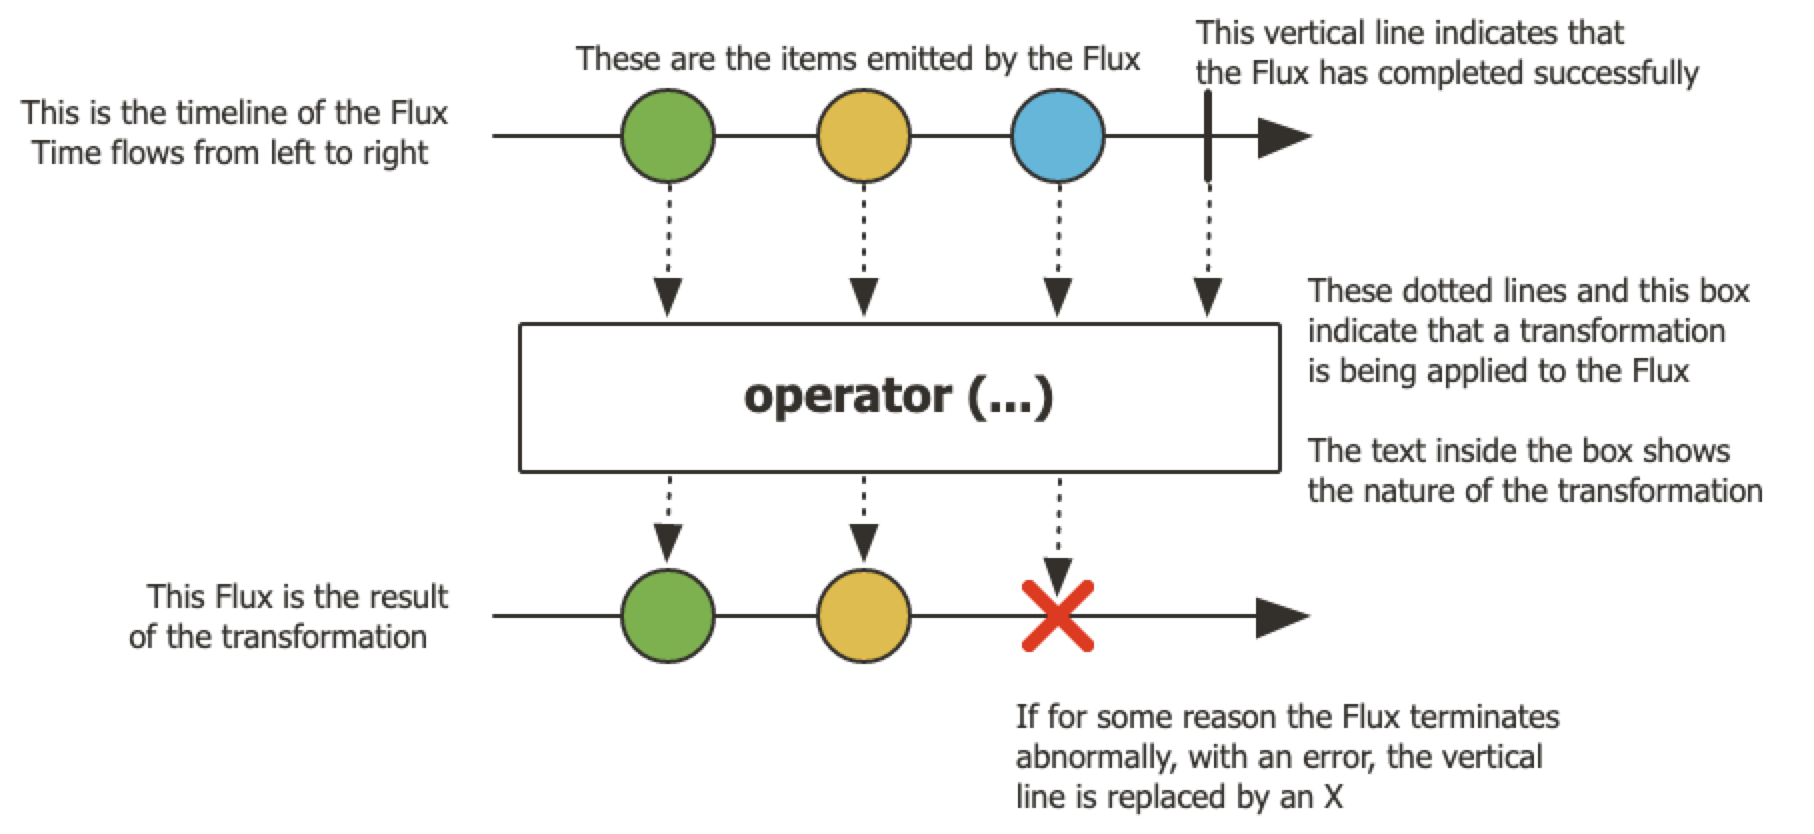 These are the items emitted by the Flux
This vertical line indicates that
the Flux has completed successfully
This is the timeline of the Flux
Time flows from left to right
These dotted lines and this box
indicate that a transformation
is being applied to the Flux
operator (...)
The text inside the box shows
the nature of the transformation
This Flux is the result
of the transformation
If for some reason the Flux terminates
abnormally, with an error, the vertical
line is replaced by an X